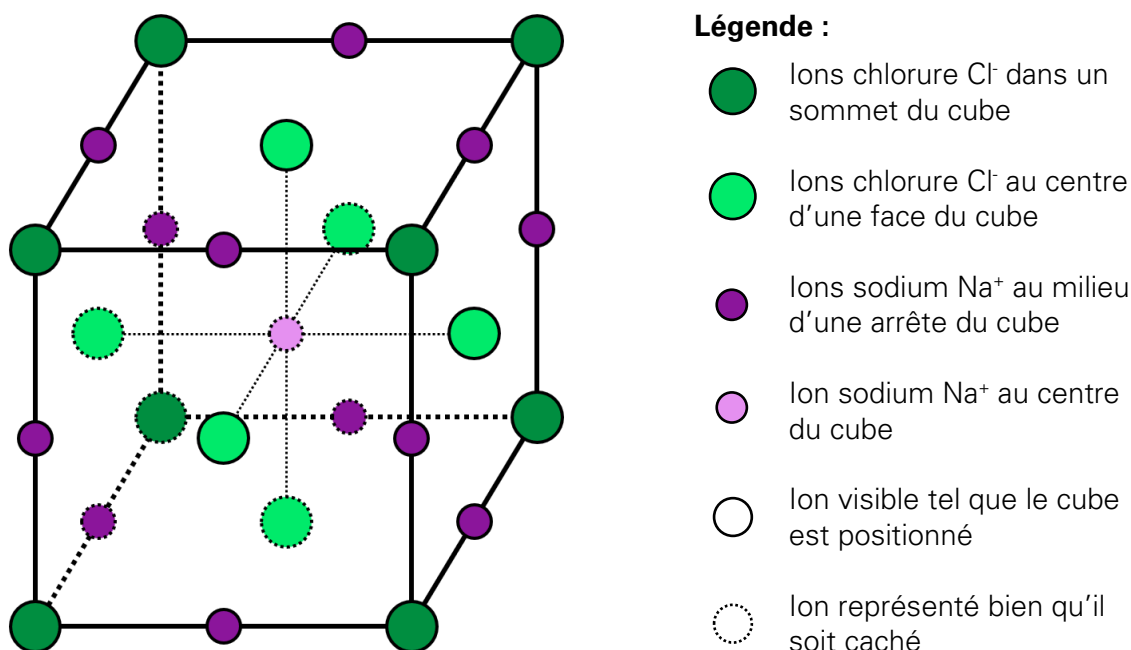 Légende :
Ions chlorure Cl⁻ dans un
sommet du cube
Ions chlorure Cl⁻ au centre
d’une face du cube
Ions sodium Na⁺ au milieu
d’une arrête du cube
Ion sodium Na⁺ au centre
du cube
Ion visible tel que le cube
est positionné
Ion représenté bien qu’il
soit caché